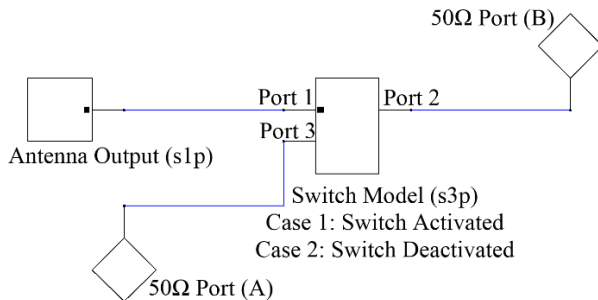 50Ω Port (B)
Port 1
Port 2
Port 3
Antenna Output (s1p)
Switch Model (s3p)
Case 1: Switch Activated
Case 2: Switch Deactivated
50Ω Port (A)